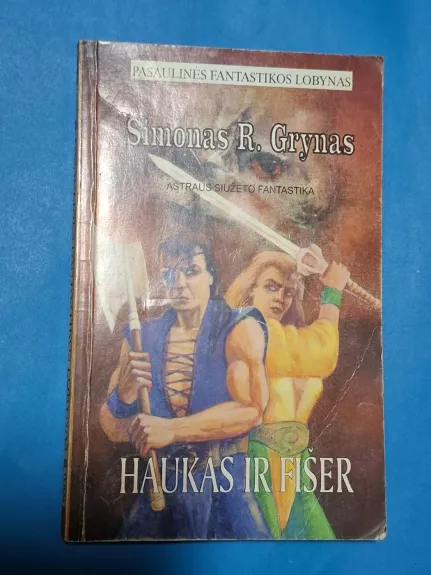 PASAULINĖS FANTASTIKOS LOBYNAS
Simonas R. Grynas
AŠTRAUS SIUŽETO FANTASTIKA
HAUKAS IR FIŠER